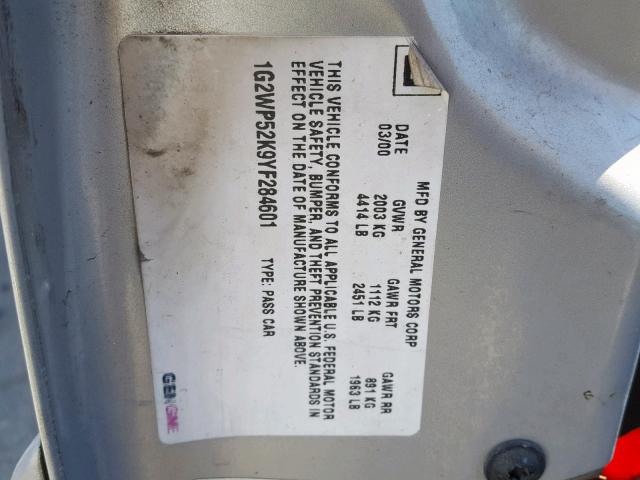 MFD BY GENERAL MOTORS CORP
DATE GVWR GAWR FRT GAWR RR
03/00 2003 KG 1112 KG 891 KG
4414 LB 2451 LB 1963 LB
THIS VEHICLE CONFORMS TO ALL APPLICABLE U.S. FEDERAL MOTOR
VEHICLE SAFETY, BUMPER, AND THEFT PREVENTION STANDARDS IN
EFFECT ON THE DATE OF MANUFACTURE SHOWN ABOVE.
1G2WP52K9YF284601 TYPE: PASS CAR